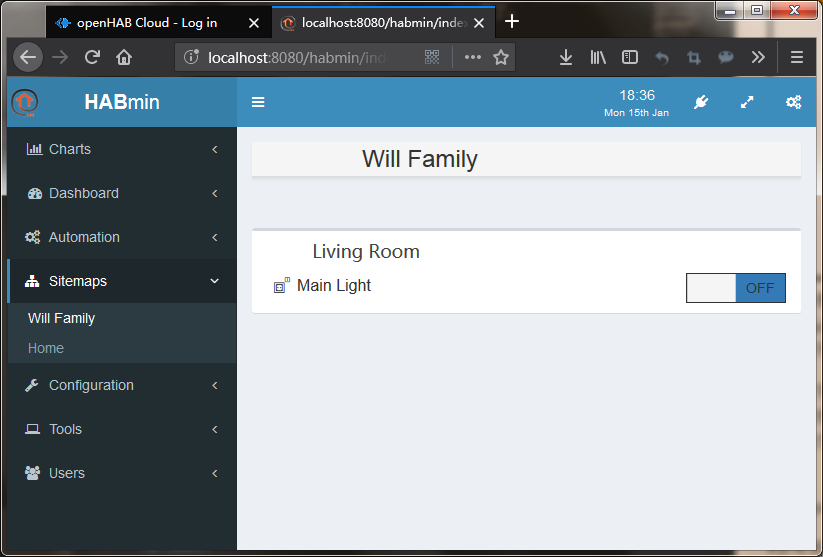 openHAB Cloud - Log in
localhost:8080/habmin/index
localhost:8080/habmin/ind
HABmin
18:36
Mon 15th Jan
Charts
Dashboard
Automation
Sitemaps
Will Family
Home
Configuration
Tools
Users
Will Family
Living Room
Main Light
OFF